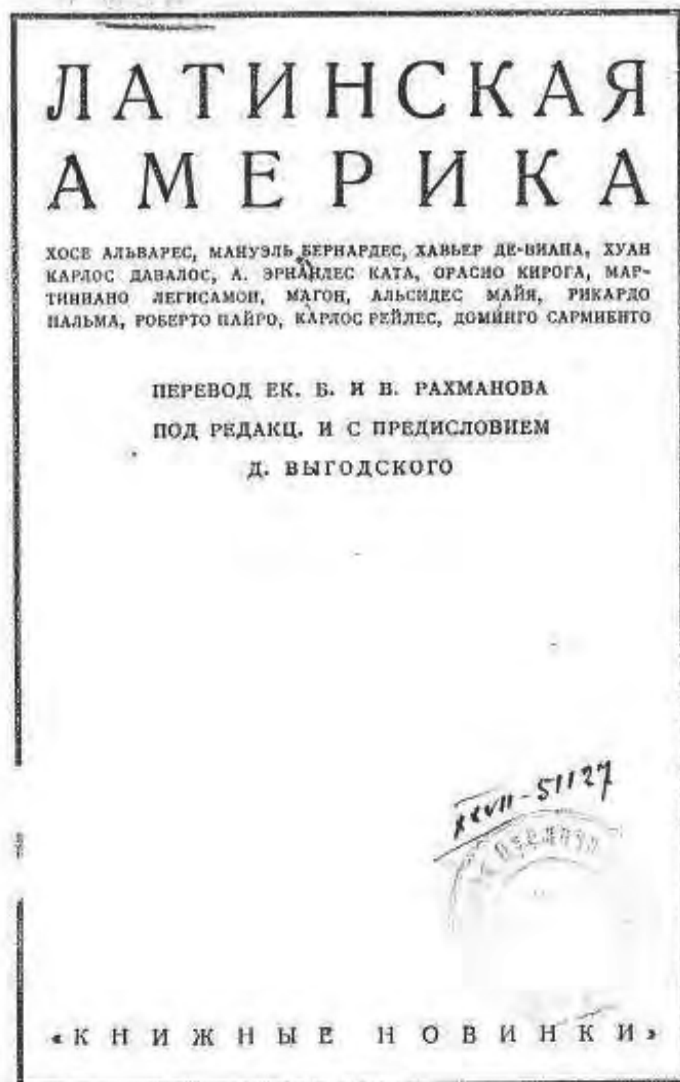 ЛАТИНСКАЯ
АМЕРИКА
ХОСЕ АЛЬВАРЕС, МАНУЭЛЬ БЕРНАРДЕС, ХАВЬЕР ДЕ-ВИАНА, ХУАН
КАРЛОС ДАВАЛОС, А. ЭРНАНДЕС КАТА, ОРАСИО КИРОГА, МАР-
ТИНИАНО ЛЕГИСАМОН, МАГОН, АЛЬСИДЕС МАЙЯ, РИКАРДО
ПАЛЬМА, РОБЕРТО ПАЙРО, КАРЛОС РЕЙЛЕС, ДОМИНГО САРМИЕНТО
ПЕРЕВОД ЕК. Б. И В. РАХМАНОВА
ПОД РЕДАКЦ. И С ПРЕДИСЛОВИЕМ
Д. ВЫГОДСКОГО
XXVII-51127
«КНИЖНЫЕ НОВИНКИ»